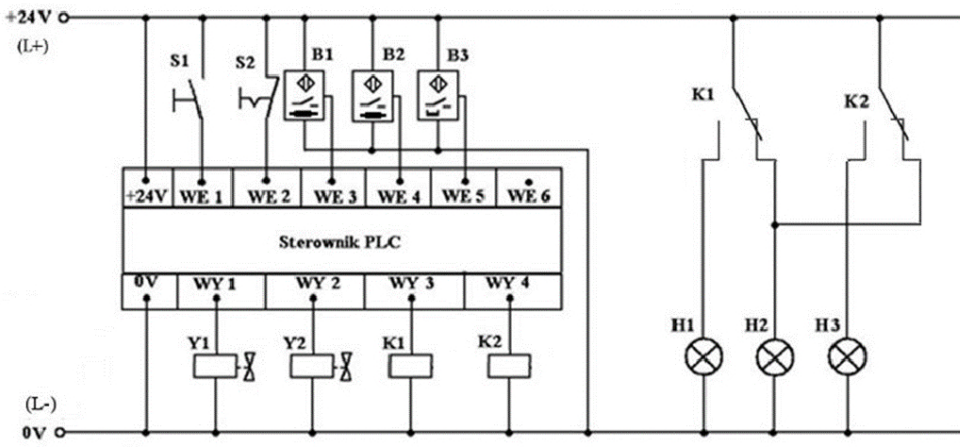 +24V
(L+)
S1 S2 B1 B2 B3 K1 K2
+24V WE 1 WE 2 WE 3 WE 4 WE 5 WE 6
Sterownik PLC
0V WY 1 WY 2 WY 3 WY 4
Y1 Y2 K1 K2 H1 H2 H3
(L-)
0V